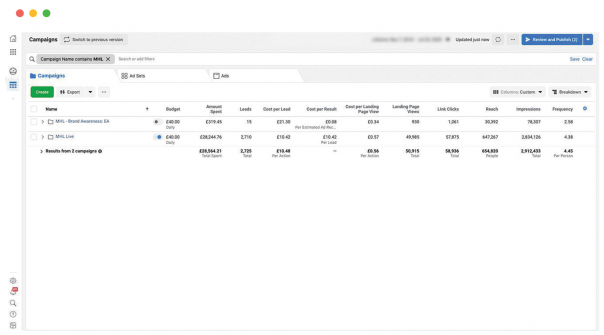 Campaigns Switch to previous version Updated just now Review and Publish (2)
Campaign Name contains MHL Search or add filters Save Clear
Campaigns Ad Sets Ads
Create Export Columns: Custom Breakdown
Name Budget Amount Spent Leads Cost per Lead Cost per Result Cost per Landing Page View Landing Page Views Link Clicks Reach Impressions Frequency
MHL - Brand Awareness: EA £40.00 £319.45 15 £21.30 £0.08 £0.34 930 1,061 30,392 78,307 2.58
Daily Per Estimated Ad Rec...
MHL Live £40.00 £28,244.76 2,710 £10.42 £10.42 £0.57 49,985 57,875 647,267 2,834,126 4.38
Daily Per Lead
Results from 2 campaigns £28,564.21 2,725 £10.48 — £0.56 50,915 58,936 654,820 2,912,433 4.45
Total Spent Total Per Action Per Action Total Total People Total Per Person